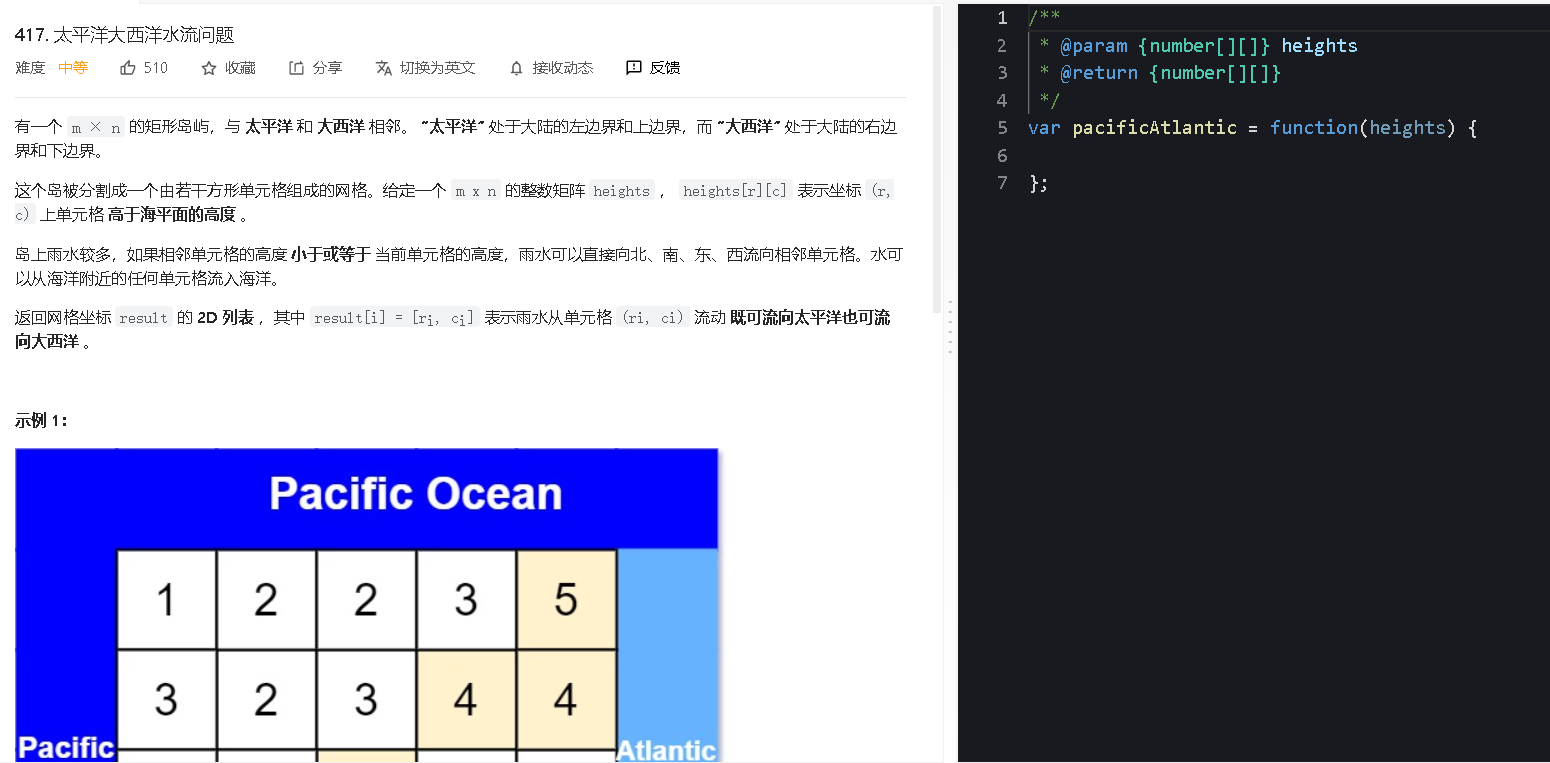 417. 太平洋大西洋水流问题
难度 中等 510 收藏 分享 切换为英文 接收动态 反馈
有一个 m × n 的矩形岛屿，与 太平洋 和 大西洋 相邻。 “太平洋” 处于大陆的左边界和上边界，而 “大西洋” 处于大陆的右边
界和下边界。
这个岛被分割成一个由若干方形单元格组成的网格。给定一个 m x n 的整数矩阵 heights ， heights[r][c] 表示坐标 (r,
c) 上单元格 高于海平面的高度 。
岛上雨水较多，如果相邻单元格的高度 小于或等于 当前单元格的高度，雨水可以直接向北、南、东、西流向相邻单元格。水可
以从海洋附近的任何单元格流入海洋。
返回网格坐标 result 的 2D 列表 ，其中 result[i] = [ri, ci] 表示雨水从单元格 (ri, ci) 流动 既可流向太平洋也可流
向大西洋 。
示例 1：
Pacific Ocean
1 2 2 3 5
3 2 3 4 4
Pacific Atlantic
1 /**
2 * @param {number[][]} heights
3 * @return {number[][]}
4 */
5 var pacificAtlantic = function(heights) {
6
7 };